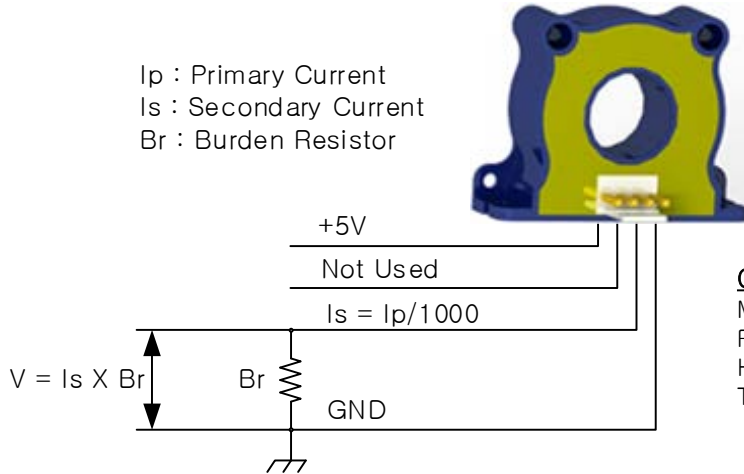 Ip : Primary Current
Is : Secondary Current
Br : Burden Resistor
+5V
Not Used
Is = Ip/1000
V = Is X Br
Br
GND